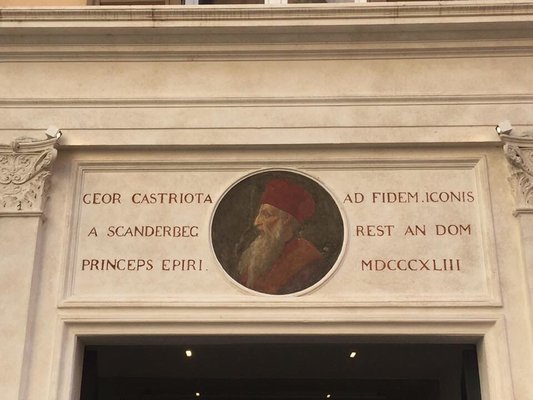 GEOR CASTRIOTA
A SCANDERBEG
PRINCEPS EPIRI.
AD FIDEM.ICONIS
REST AN DOM
MDCCCXLIII